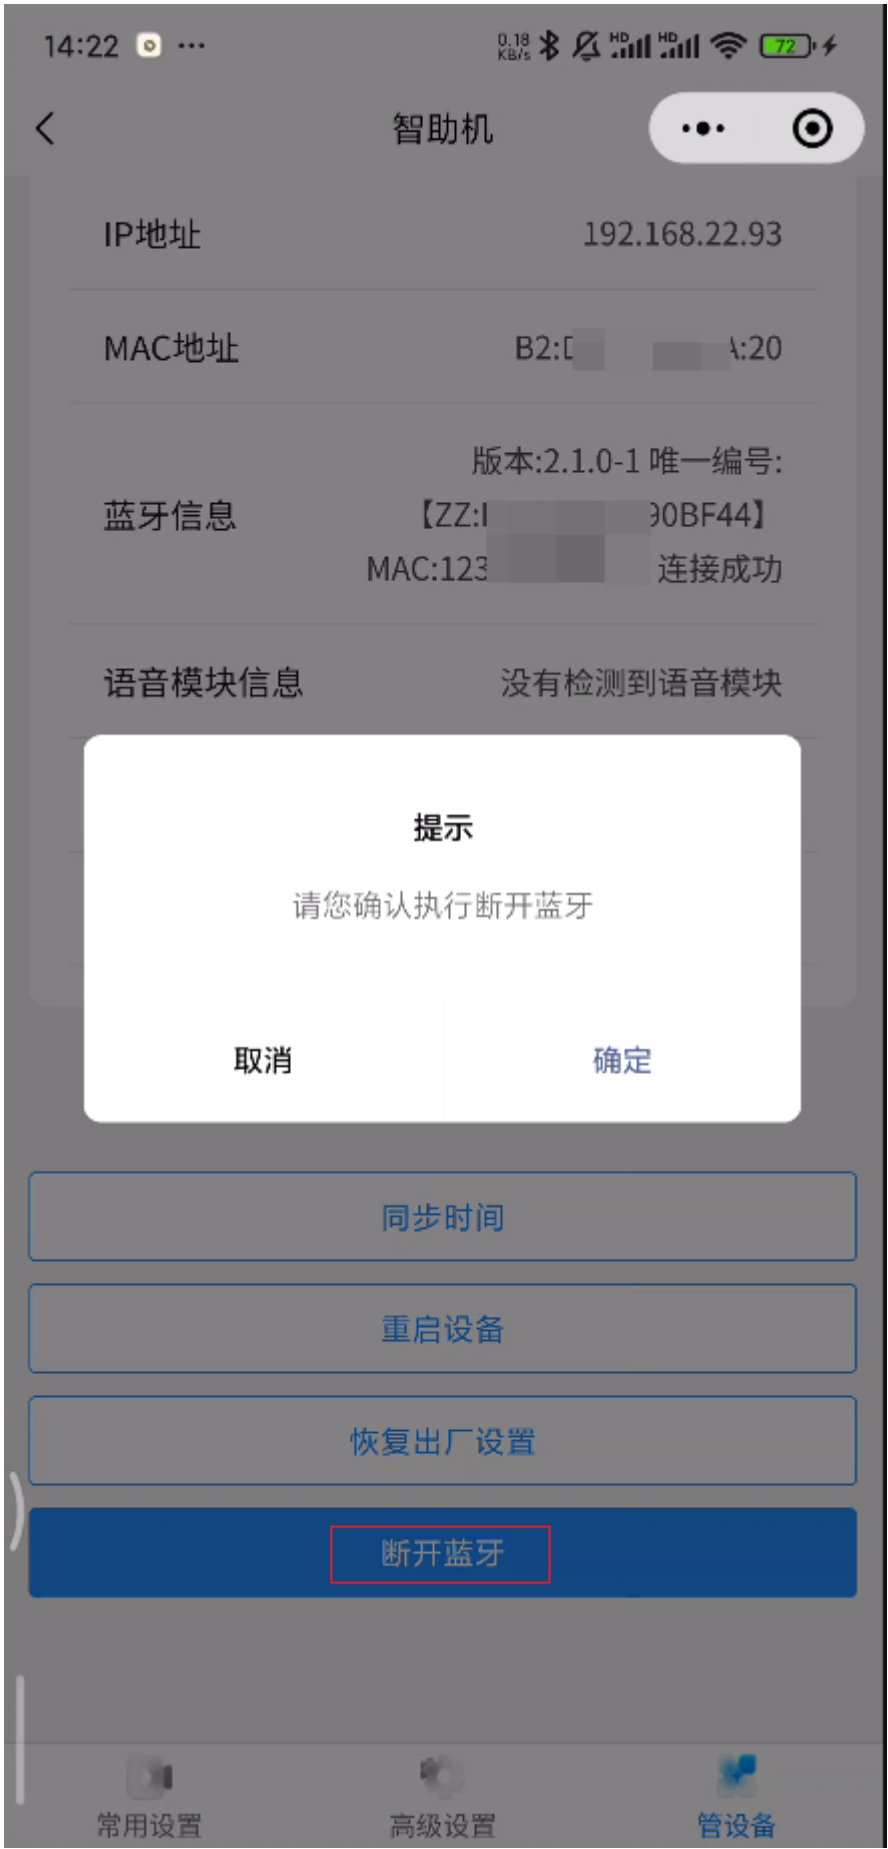 14:22
0.18
KB/s
HD
HD
72
智助机
IP地址
192.168.22.93
MAC地址
B2: A:20
蓝牙信息
版本:2.1.0-1 唯一编号:
【ZZ: 90BF44】
MAC:123 连接成功
语音模块信息
没有检测到语音模块
提示
请您确认执行断开蓝牙
取消
确定
同步时间
重启设备
恢复出厂设置
断开蓝牙
常用设置
高级设置
管设备